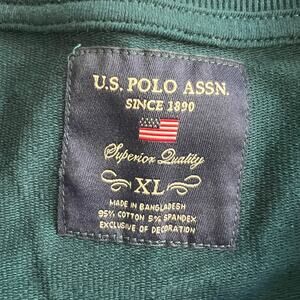 U.S. POLO ASSN.
SINCE 1890
Superior Quality
XL
MADE IN BANGLADESH
95% COTTON 5% SPANDEX
EXCLUSIVE OF DECORATION